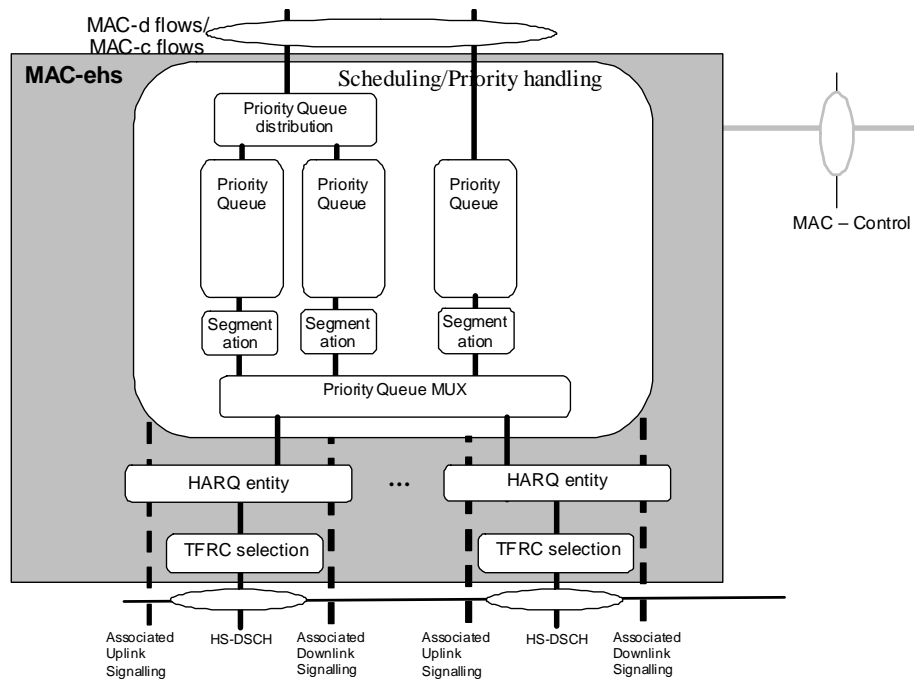 MAC-d flows/
MAC-c flows
MAC-ehs
Scheduling/Priority handling
Priority Queue
distribution
Priority
Queue
Priority
Queue
Priority
Queue
MAC – Control
Segment
ation
Segment
ation
Segment
ation
Priority Queue MUX
HARQ entity
...
HARQ entity
TFRC selection
TFRC selection
Associated
Uplink
Signalling
HS-DSCH
Associated
Downlink
Signalling
Associated
Uplink
Signalling
HS-DSCH
Associated
Downlink
Signalling